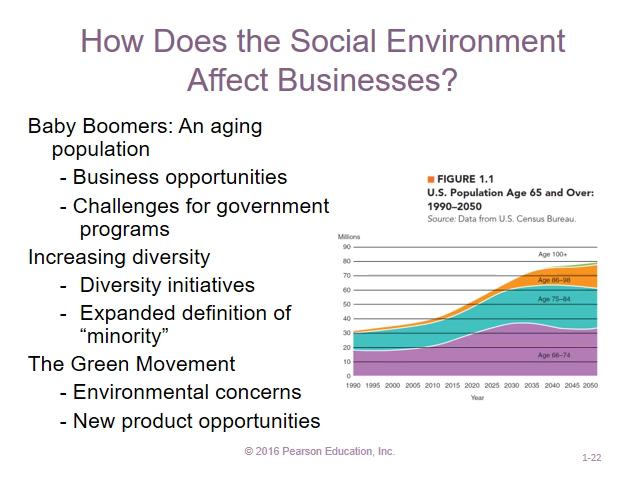 How Does the Social Environment
Affect Businesses?
Baby Boomers: An aging
population
- Business opportunities
- Challenges for government
programs
Increasing diversity
- Diversity initiatives
- Expanded definition of
“minority”
The Green Movement
- Environmental concerns
- New product opportunities
FIGURE 1.1
U.S. Population Age 65 and Over:
1990–2050
Source: Data from U.S. Census Bureau.
Millions
90
80
70
60
50
40
30
20
10
0
Age 100+
Age 86–98
Age 75–84
Age 66–74
1990 1995 2000 2005 2010 2015 2020 2025 2030 2035 2040 2045 2050
Year
© 2016 Pearson Education, Inc.
1-22